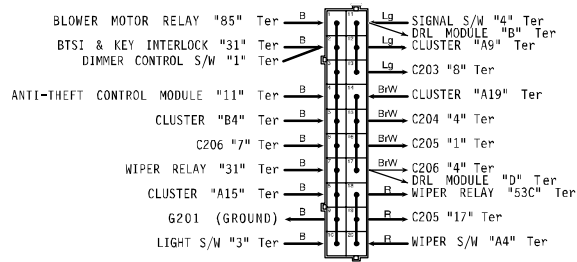 BLOWER MOTOR RELAY "85" Ter B
BTSI & KEY INTERLOCK "31" Ter B
DIMMER CONTROL S/W "1" Ter
ANTI-THEFT CONTROL MODULE "11" Ter B
CLUSTER "B4" Ter B
C206 "7" Ter B
WIPER RELAY "31" Ter B
CLUSTER "A15" Ter B
G201 (GROUND) B
LIGHT S/W "3" Ter B
Lg SIGNAL S/W "4" Ter
DRL MODULE "B" Ter
Lg CLUSTER "A9" Ter
Lg C203 "8" Ter
BrW CLUSTER "A19" Ter
BrW C204 "4" Ter
BrW C205 "1" Ter
BrW C206 "4" Ter
DRL MODULE "D" Ter
R WIPER RELAY "53C" Ter
R C205 "17" Ter
R WIPER S/W "A4" Ter